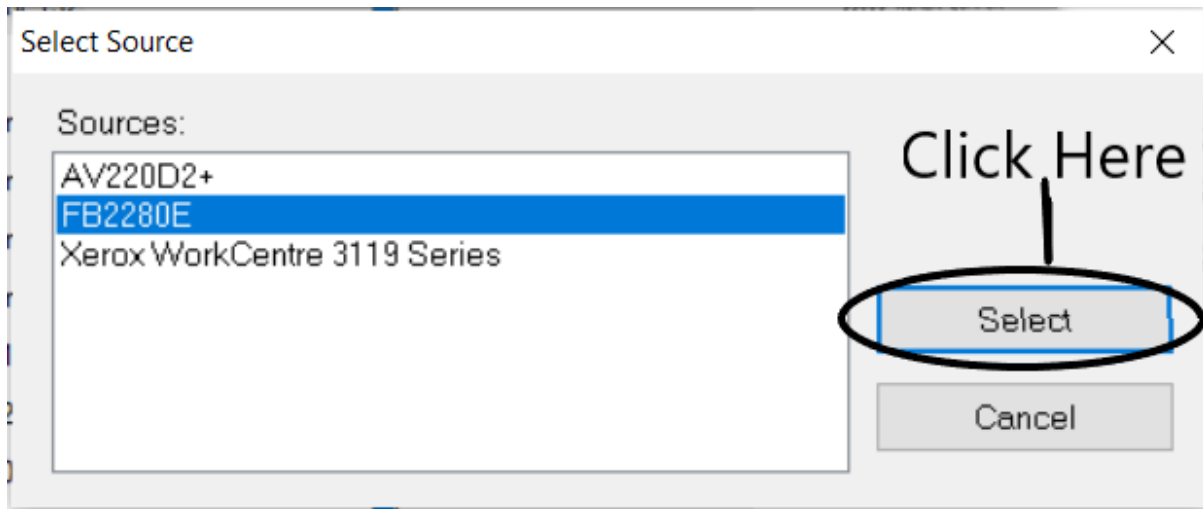 Select Source
Sources:
AV220D2+
FB2280E
Xerox WorkCentre 3119 Series
Click Here
Select
Cancel